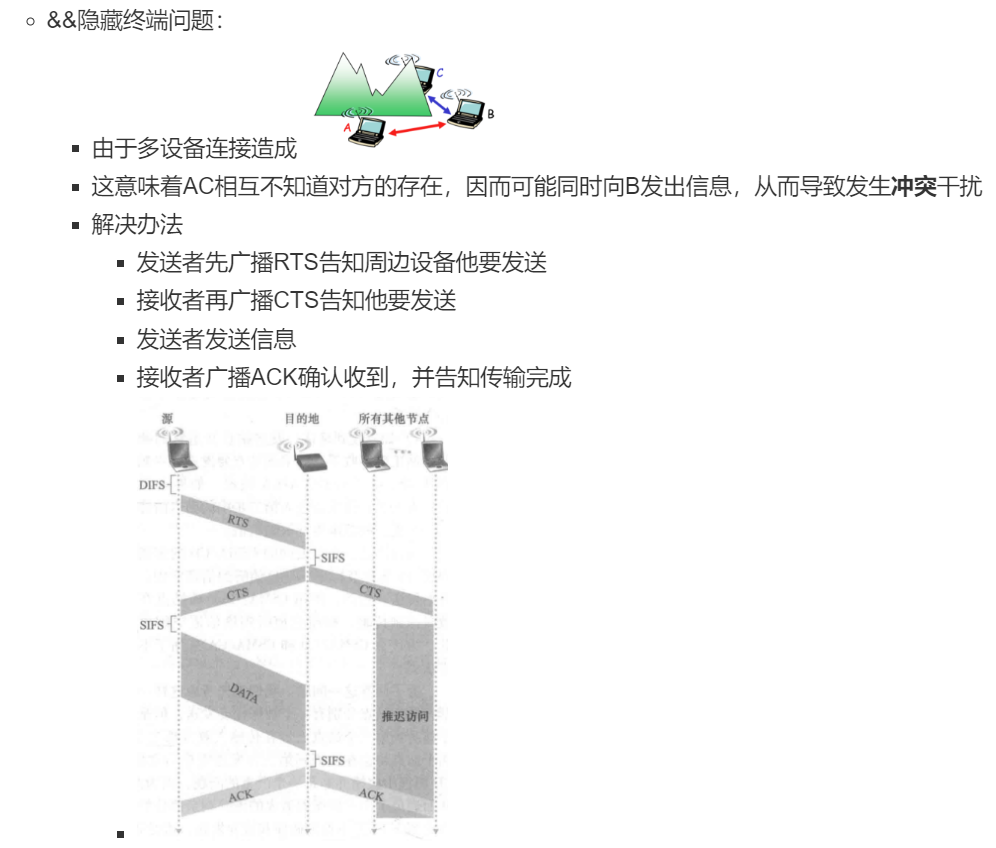 &&隐藏终端问题：
C
B
A
由于多设备连接造成
这意味着AC相互不知道对方的存在，因而可能同时向B发出信息，从而导致发生冲突干扰
解决办法
发送者先广播RTS告知周边设备他要发送
接收者再广播CTS告知他要发送
发送者发送信息
接收者广播ACK确认收到，并告知传输完成
源 目的地 所有其他节点
DIFS
RTS
SIFS
CTS CTS
SIFS
DATA
推迟访问
SIFS
ACK ACK